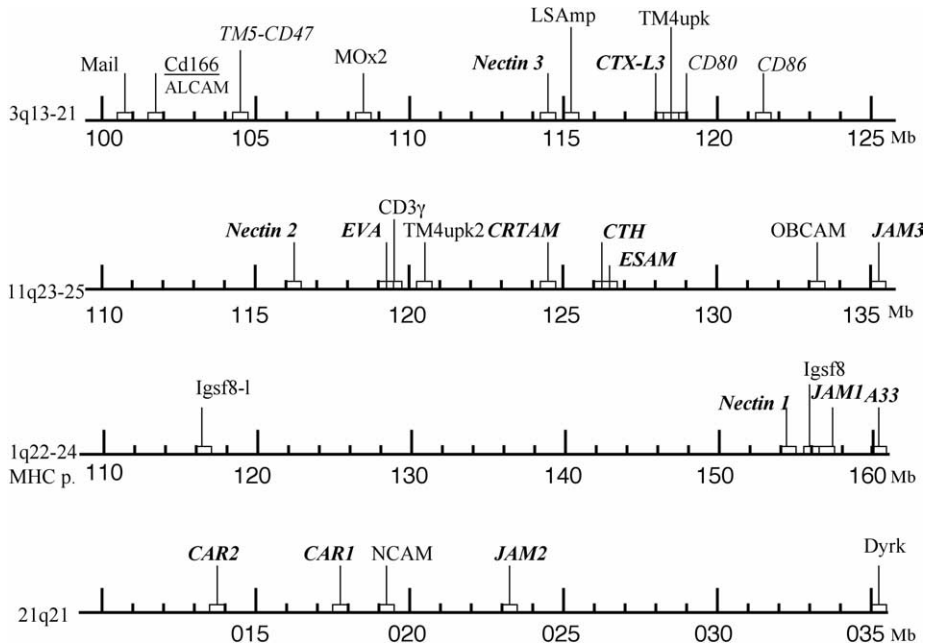 LSAmp TM4upk
TM5-CD47
Mail Cd166 MOx2 Nectin 3 CTX-L3 CD80 CD86
ALCAM
3q13-21
100 105 110 115 120 125 Mb
CD3γ
Nectin 2 EVA TM4upk2 CRTAM CTH OBCAM JAM3
ESAM
11q23-25
110 115 120 125 130 135 Mb
Igsf8
Igsf8-l JAM1 A33
Nectin 1
1q22-24
MHC p. 110 120 130 140 150 160 Mb
CAR2 CAR1 NCAM JAM2 Dyrk
21q21
015 020 025 030 035 Mb